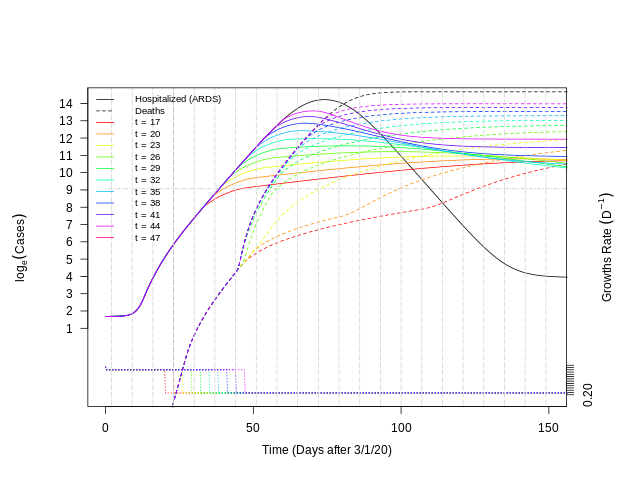 Hospitalized (ARDS)
Deaths
t = 17
t = 20
t = 23
t = 26
t = 29
t = 32
t = 35
t = 38
t = 41
t = 44
t = 47
14
13
12
11
10
9
8
7
6
5
4
3
2
1
logₑ(Cases)
Growths Rate (D⁻¹)
0.20
0
50
100
150
Time (Days after 3/1/20)